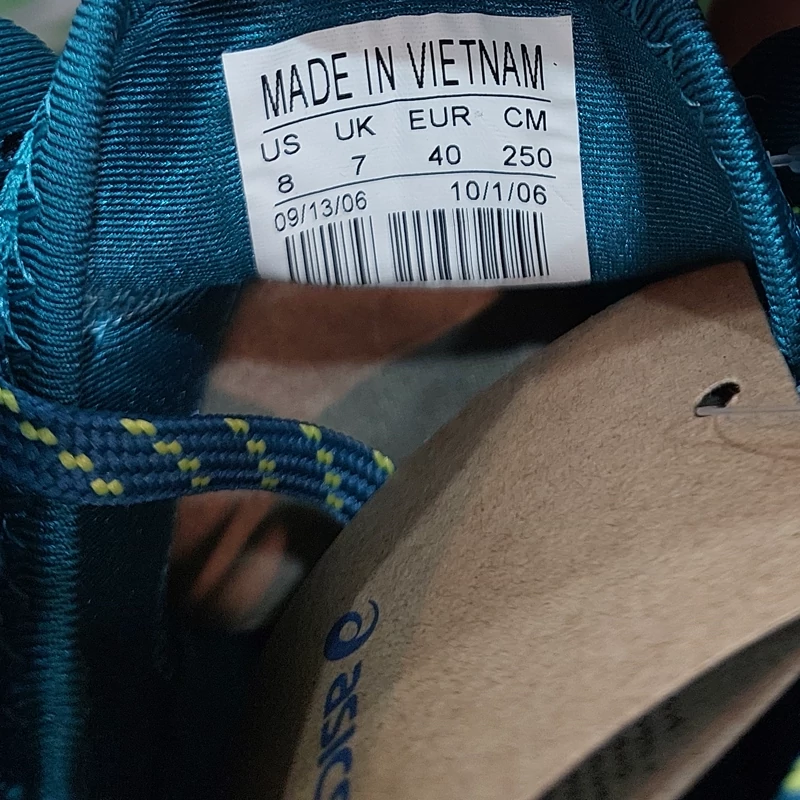 MADE IN VIETNAM
US UK EUR CM
8 7 40 250
09/13/06 10/1/06
asics